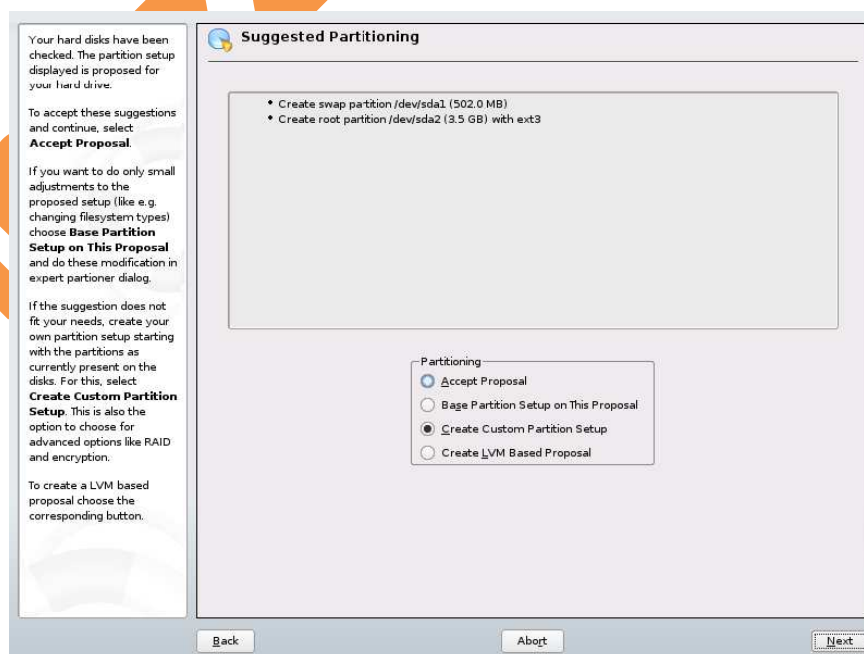 Your hard disks have been
checked. The partition setup
displayed is proposed for
your hard drive.
To accept these suggestions
and continue, select
Accept Proposal.
If you want to do only small
adjustments to the
proposed setup (like e.g.
changing filesystem types)
choose Base Partition
Setup on This Proposal
and do these modification in
expert partioner dialog.
If the suggestion does not
fit your needs, create your
own partition setup starting
with the partitions as
currently present on the
disks. For this, select
Create Custom Partition
Setup. This is also the
option to choose for
advanced options like RAID
and encryption.
To create a LVM based
proposal choose the
corresponding button.
Suggested Partitioning
• Create swap partition /dev/sda1 (502.0 MB)
• Create root partition /dev/sda2 (3.5 GB) with ext3
Partitioning
Accept Proposal
Base Partition Setup on This Proposal
Create Custom Partition Setup
Create LVM Based Proposal
Back
Abort
Next